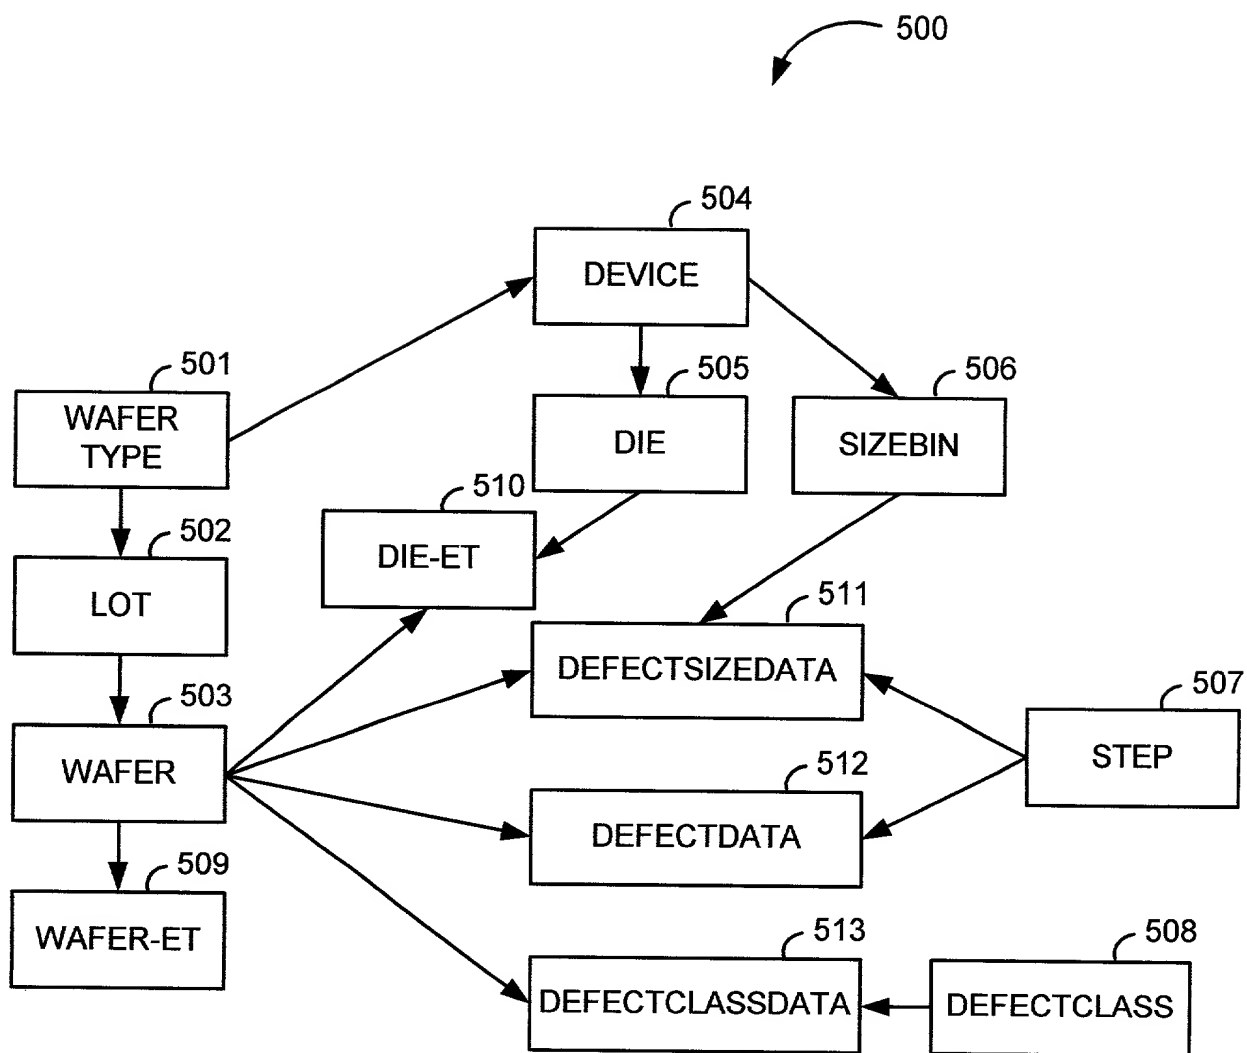 500
504
DEVICE
501
WAFER
TYPE
505
DIE
506
SIZEBIN
510
DIE-ET
502
LOT
511
DEFECTSIZEDATA
503
WAFER
507
STEP
512
DEFECTDATA
509
WAFER-ET
513
DEFECTCLASSDATA
508
DEFECTCLASS